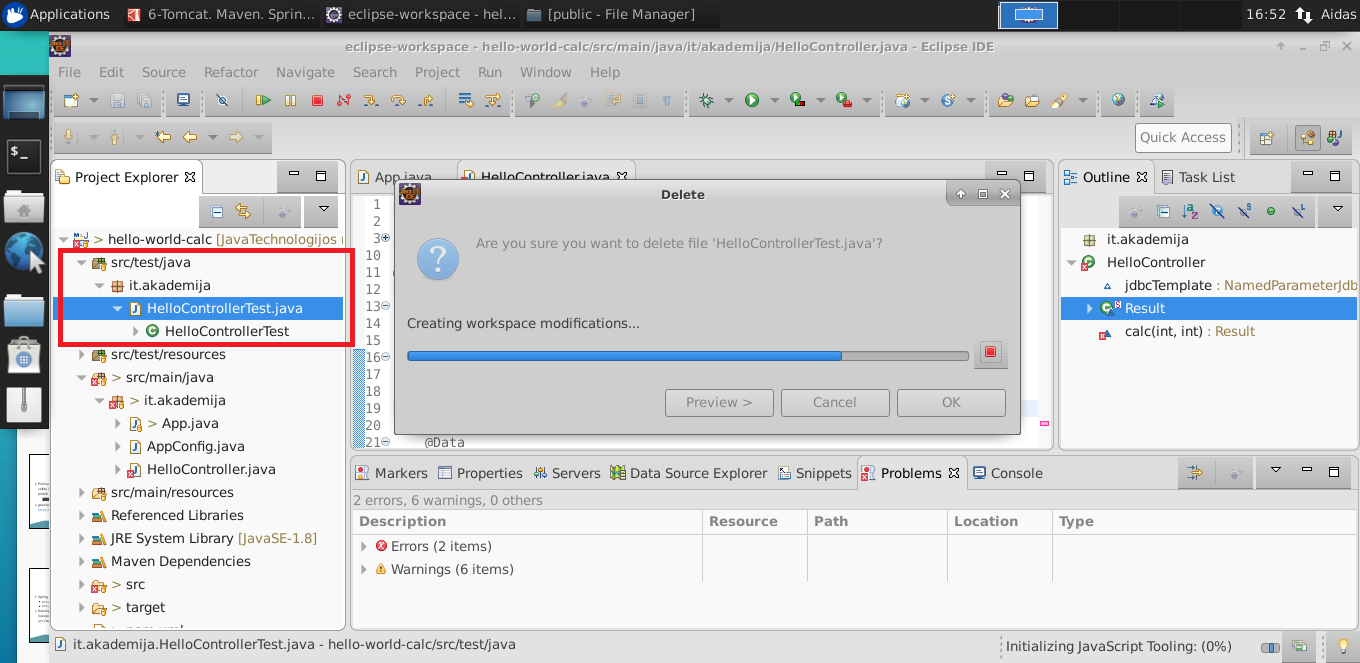 Applications
6-Tomcat. Maven. Sprin...
eclipse-workspace - hel...
[public - File Manager]
16:52
Aidas
eclipse-workspace - hello-world-calc/src/main/java/it/akademija/HelloController.java - Eclipse IDE
File Edit Source Refactor Navigate Search Project Run Window Help
Quick Access
Project Explorer
> hello-world-calc [JavaTechnologijos
src/test/java
it.akademija
HelloControllerTest.java
HelloControllerTest
src/test/resources
> src/main/java
> it.akademija
> App.java
AppConfig.java
HelloController.java
src/main/resources
Referenced Libraries
JRE System Library [JavaSE-1.8]
Maven Dependencies
> src
> target
App.java
HelloController.java
1
2
3
10
11
12
13
14
15
16
17
18
19
20
21
@Data
Delete
Are you sure you want to delete file 'HelloControllerTest.java'?
Creating workspace modifications...
Preview >
Cancel
OK
Outline
Task List
it.akademija
HelloController
jdbcTemplate : NamedParameterJdb
Result
calc(int, int) : Result
Markers
Properties
Servers
Data Source Explorer
Snippets
Problems
Console
2 errors, 6 warnings, 0 others
Description Resource Path Location Type
Errors (2 items)
Warnings (6 items)
it.akademija.HelloControllerTest.java - hello-world-calc/src/test/java
Initializing JavaScript Tooling: (0%)